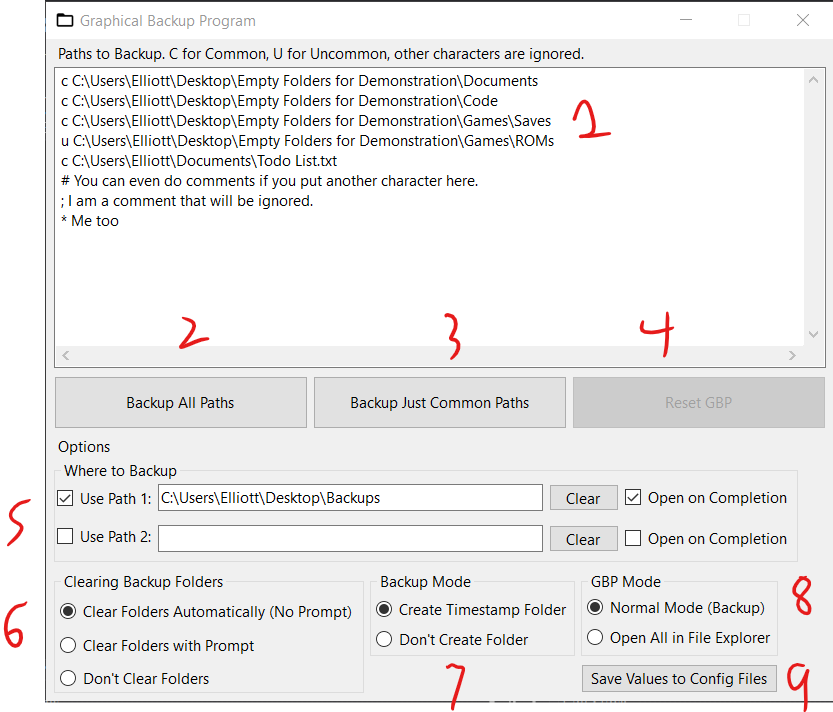 Graphical Backup Program
Paths to Backup. C for Common, U for Uncommon, other characters are ignored.
c C:\Users\Elliott\Desktop\Empty Folders for Demonstration\Documents
c C:\Users\Elliott\Desktop\Empty Folders for Demonstration\Code
c C:\Users\Elliott\Desktop\Empty Folders for Demonstration\Games\Saves
u C:\Users\Elliott\Desktop\Empty Folders for Demonstration\Games\ROMs
c C:\Users\Elliott\Documents\Todo List.txt
# You can even do comments if you put another character here.
; I am a comment that will be ignored.
* Me too
1
2 3 4
Backup All Paths Backup Just Common Paths Reset GBP
Options
Where to Backup
Use Path 1: C:\Users\Elliott\Desktop\Backups Clear Open on Completion
5
Use Path 2: Clear Open on Completion
Clearing Backup Folders Backup Mode GBP Mode
8
6
Clear Folders Automatically (No Prompt) Create Timestamp Folder Normal Mode (Backup)
Clear Folders with Prompt Don't Create Folder Open All in File Explorer
Don't Clear Folders 7 Save Values to Config Files 9